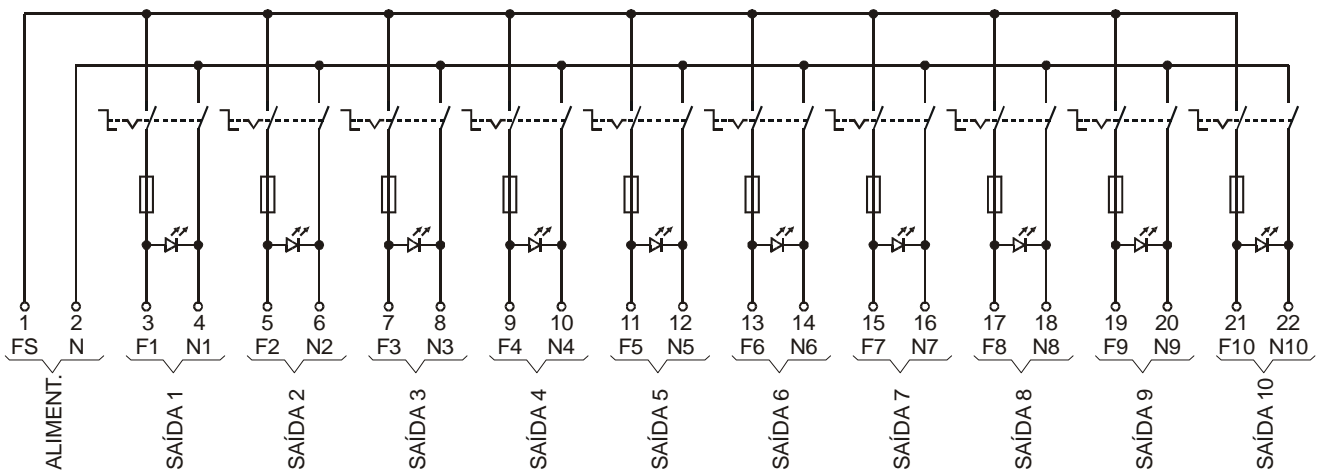 1 2 3 4 5 6 7 8 9 10 11 12 13 14 15 16 17 18 19 20 21 22
FS N F1 N1 F2 N2 F3 N3 F4 N4 F5 N5 F6 N6 F7 N7 F8 N8 F9 N9 F10 N10
ALIMENT.
SAÍDA 1
SAÍDA 2
SAÍDA 3
SAÍDA 4
SAÍDA 5
SAÍDA 6
SAÍDA 7
SAÍDA 8
SAÍDA 9
SAÍDA 10